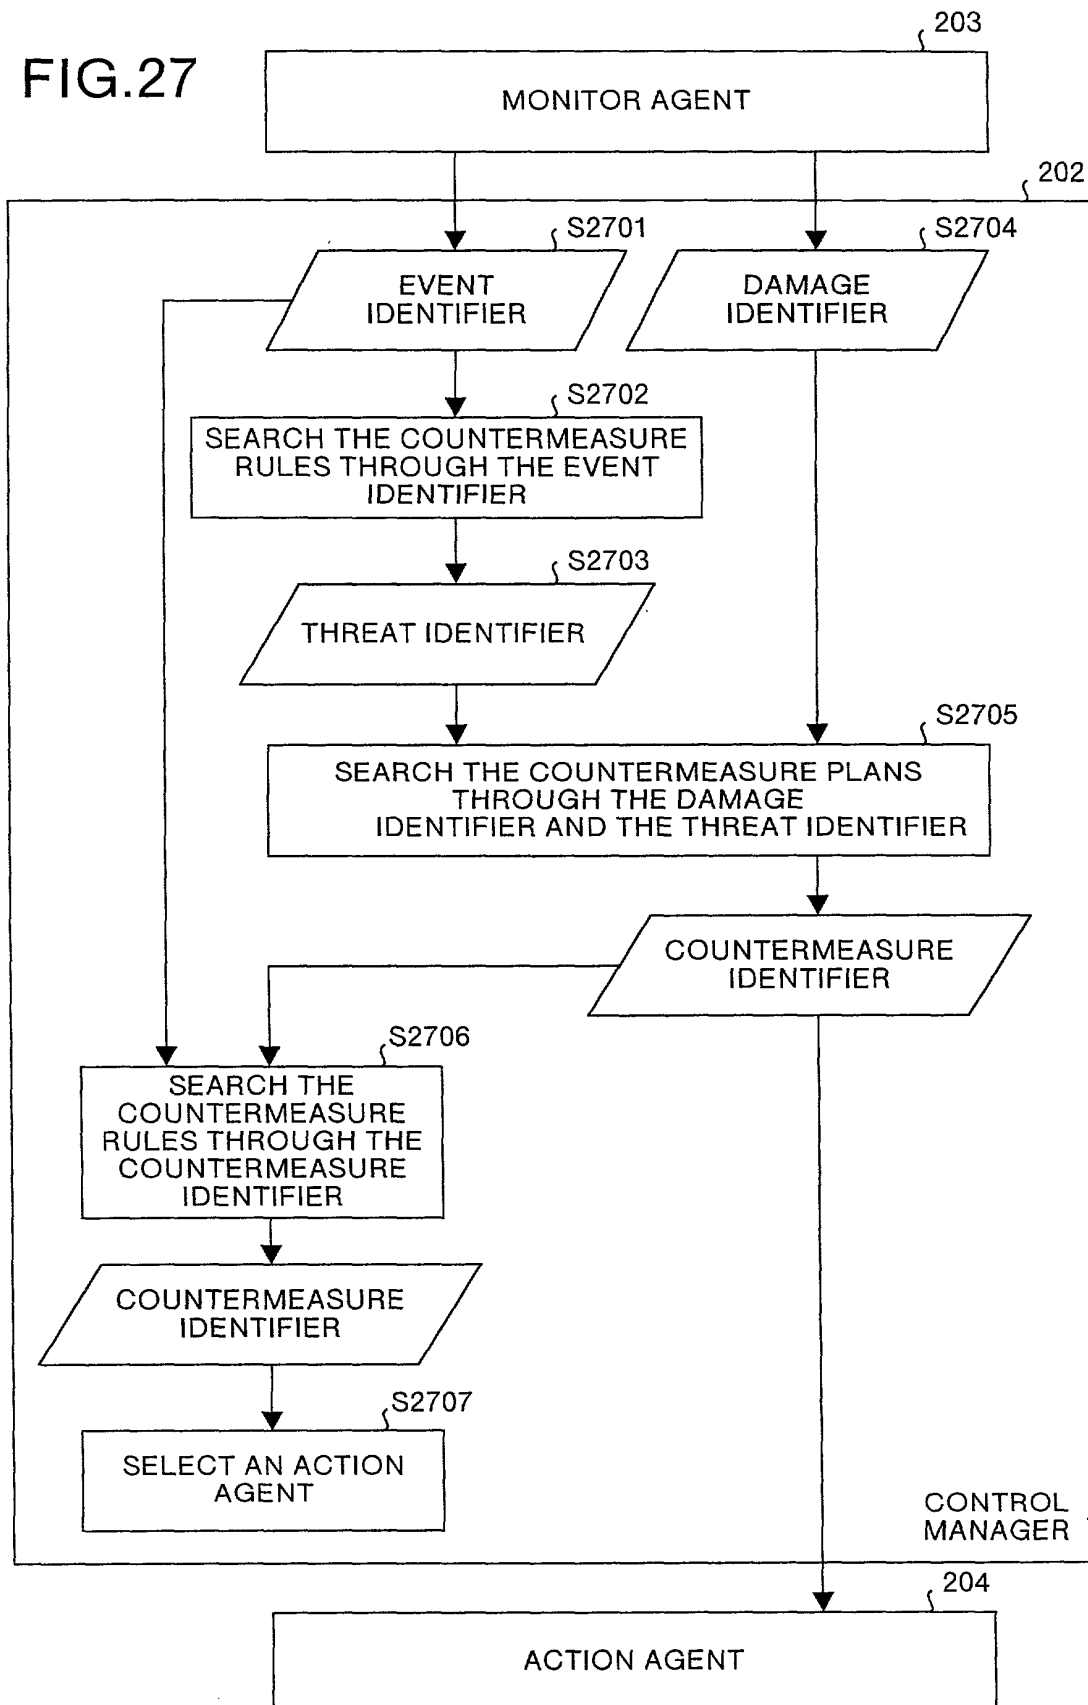 FIG.27
203
MONITOR AGENT
202
S2701
S2704
EVENT
IDENTIFIER
DAMAGE
IDENTIFIER
S2702
SEARCH THE COUNTERMEASURE
RULES THROUGH THE EVENT
IDENTIFIER
S2703
THREAT IDENTIFIER
S2705
SEARCH THE COUNTERMEASURE PLANS
THROUGH THE DAMAGE
IDENTIFIER AND THE THREAT IDENTIFIER
COUNTERMEASURE
IDENTIFIER
S2706
SEARCH THE
COUNTERMEASURE
RULES THROUGH THE
COUNTERMEASURE
IDENTIFIER
COUNTERMEASURE
IDENTIFIER
S2707
SELECT AN ACTION
AGENT
CONTROL
MANAGER
204
ACTION AGENT